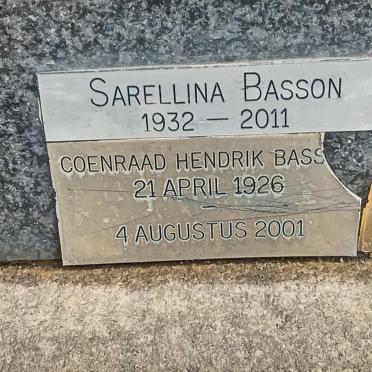 SARELLINA BASSON
1932 — 2011
COENRAAD HENDRIK BASS
21 APRIL 1926
–
4 AUGUSTUS 2001